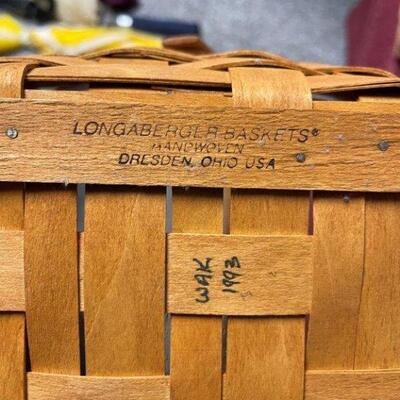 LONGABERGER BASKETS®
HANDWOVEN
DRESDEN, OHIO USA
WAK
1993